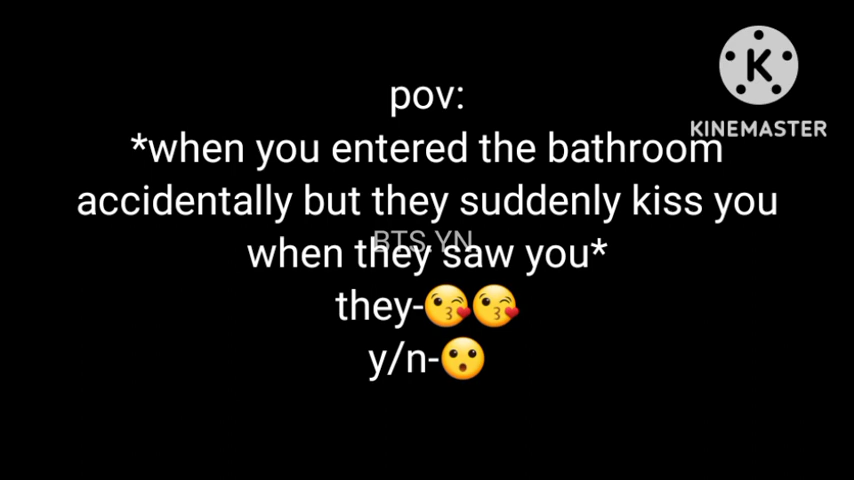 pov:
*when you entered the bathroom
accidentally but they suddenly kiss you
when they saw you*
they-😘😘
y/n-😮
K
KINEMASTER
BTS.YN